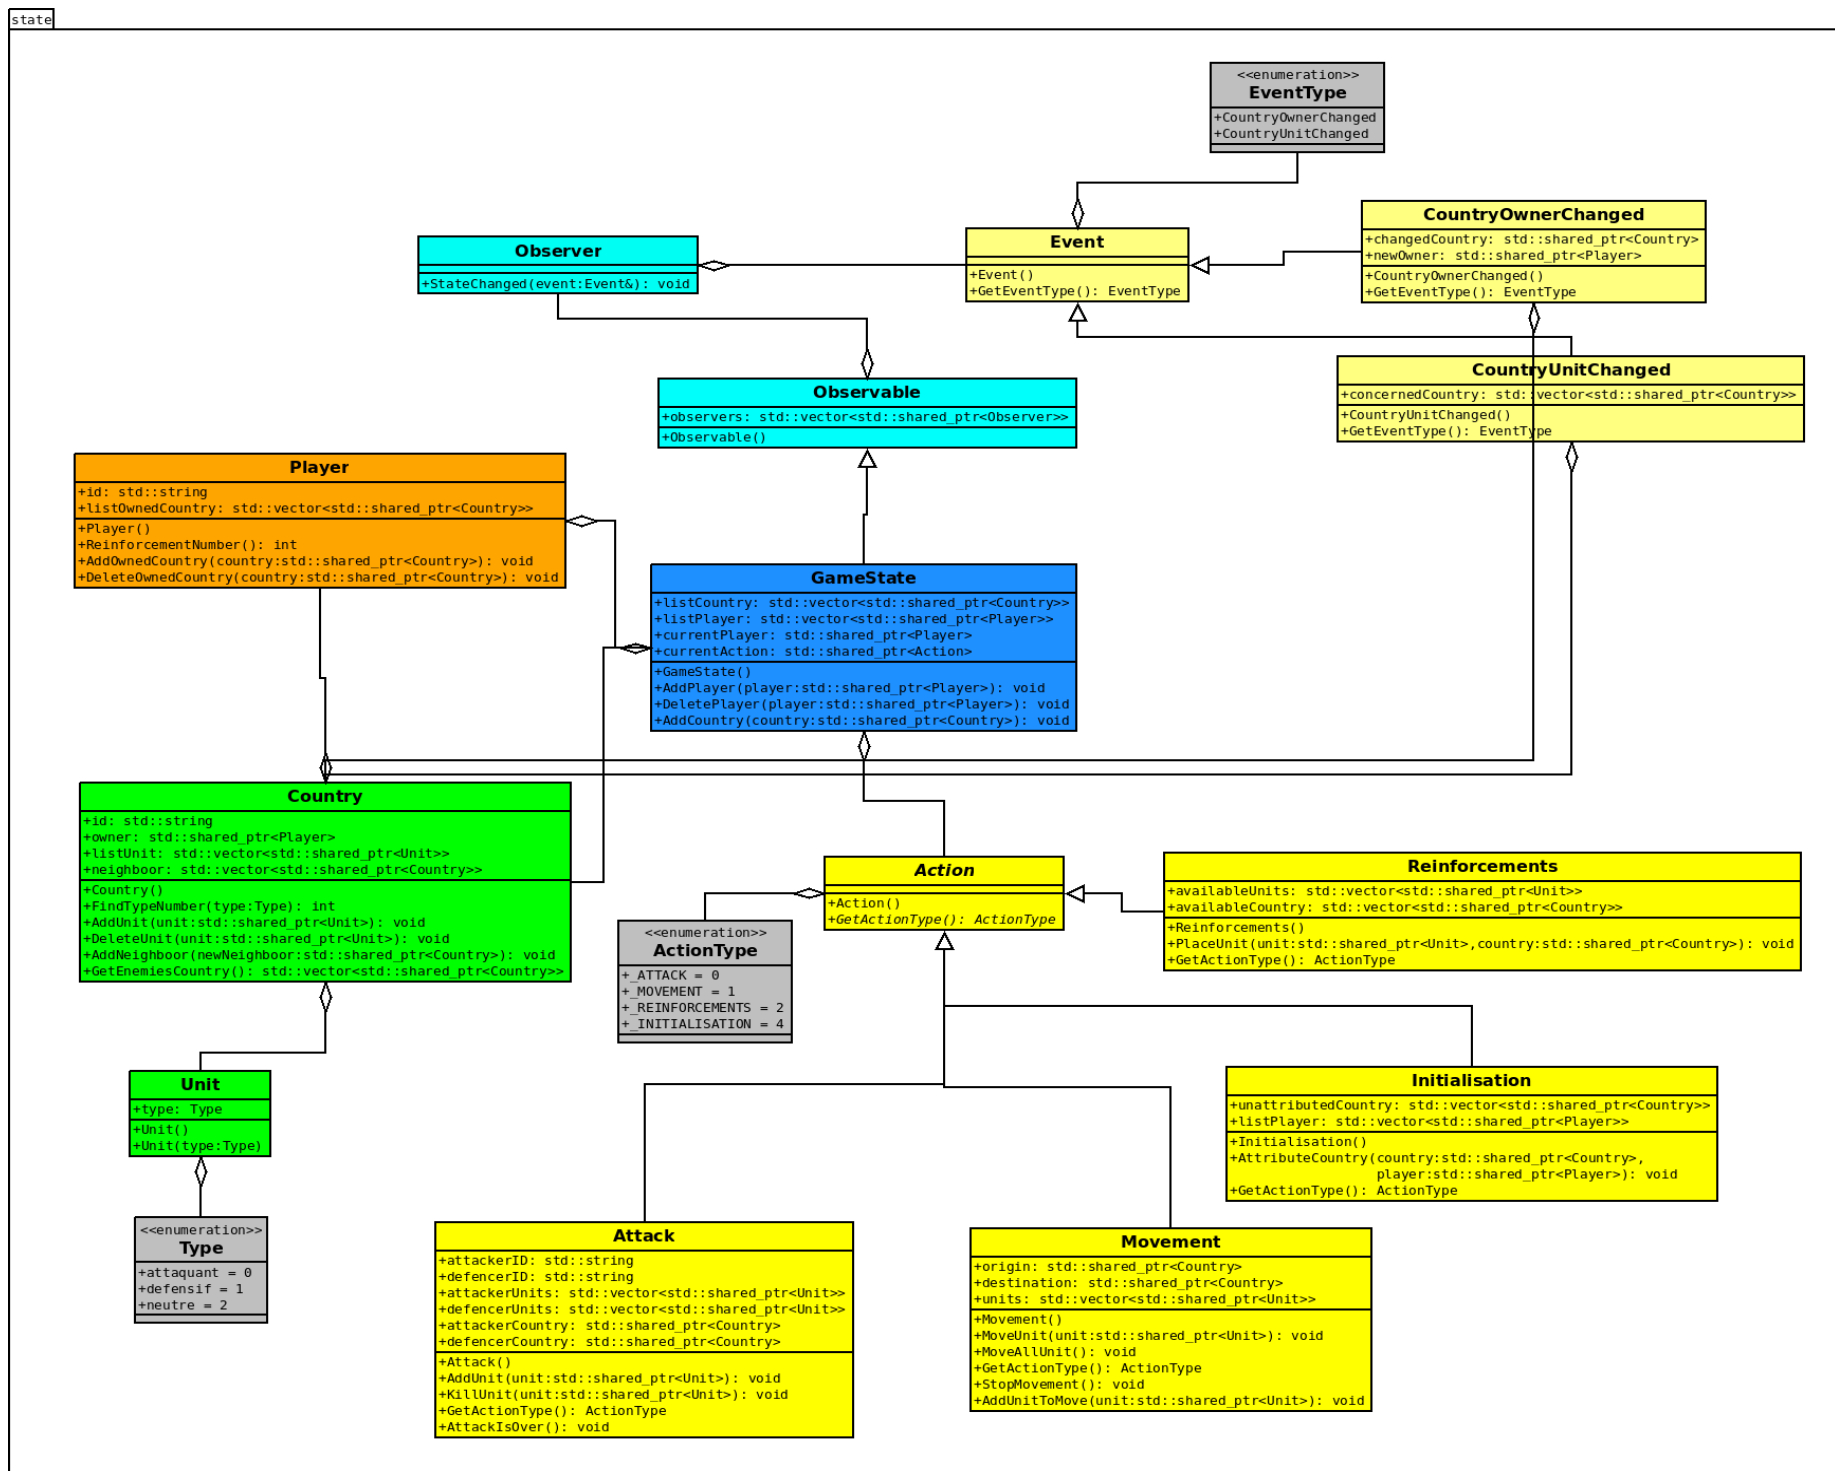 state
<<enumeration>>
EventType
+CountryOwnerChanged
+CountryUnitChanged
CountryOwnerChanged
+changedCountry: std::shared_ptr<Country>
+newOwner: std::shared_ptr<Player>
+CountryOwnerChanged()
+GetEventType(): EventType
Event
+Event()
+GetEventType(): EventType
Observer
+StateChanged(event:Event&): void
CountryUnitChanged
+concernedCountry: std::vector<std::shared_ptr<Country>>
+CountryUnitChanged()
+GetEventType(): EventType
Observable
+observers: std::vector<std::shared_ptr<Observer>>
+Observable()
Player
+id: std::string
+listOwnedCountry: std::vector<std::shared_ptr<Country>>
+Player()
+ReinforcementNumber(): int
+AddOwnedCountry(country:std::shared_ptr<Country>): void
+DeleteOwnedCountry(country:std::shared_ptr<Country>): void
GameState
+listCountry: std::vector<std::shared_ptr<Country>>
+listPlayer: std::vector<std::shared_ptr<Player>>
+currentPlayer: std::shared_ptr<Player>
+currentAction: std::shared_ptr<Action>
+GameState()
+AddPlayer(player:std::shared_ptr<Player>): void
+DeletePlayer(player:std::shared_ptr<Player>): void
+AddCountry(country:std::shared_ptr<Country>): void
Country
+id: std::string
+owner: std::shared_ptr<Player>
+listUnit: std::vector<std::shared_ptr<Unit>>
+neighboor: std::vector<std::shared_ptr<Country>>
+Country()
+FindTypeNumber(type:Type): int
+AddUnit(unit:std::shared_ptr<Unit>): void
+DeleteUnit(unit:std::shared_ptr<Unit>): void
+AddNeighbor(newNeighboor:std::shared_ptr<Country>): void
+GetEnemiesCountry(): std::vector<std::shared_ptr<Country>>
Action
+Action()
+GetActionType(): ActionType
Reinforcements
+availableUnits: std::vector<std::shared_ptr<Unit>>
+availableCountry: std::vector<std::shared_ptr<Country>>
+Reinforcements()
+PlaceUnit(unit:std::shared_ptr<Unit>,country:std::shared_ptr<Country>): void
+GetActionType(): ActionType
<<enumeration>>
ActionType
+_ATTACK = 0
+_MOVEMENT = 1
+_REINFORCEMENTS = 2
+_INITIALISATION = 4
Unit
+type: Type
+Unit()
+Unit(type:Type)
Initialisation
+unattributedCountry: std::vector<std::shared_ptr<Country>>
+listPlayer: std::vector<std::shared_ptr<Player>>
+Initialisation()
+AttributeCountry(country:std::shared_ptr<Country>,
player:std::shared_ptr<Player>): void
+GetActionType(): ActionType
<<enumeration>>
Type
+attaquant = 0
+defensif = 1
+neutre = 2
Attack
+attackerID: std::string
+defencerID: std::string
+attackerUnits: std::vector<std::shared_ptr<Unit>>
+defencerUnits: std::vector<std::shared_ptr<Unit>>
+attackerCountry: std::shared_ptr<Country>
+defencerCountry: std::shared_ptr<Country>
+Attack()
+AddUnit(unit:std::shared_ptr<Unit>): void
+KillUnit(unit:std::shared_ptr<Unit>): void
+GetActionType(): ActionType
+AttackIsOver(): void
Movement
+origin: std::shared_ptr<Country>
+destination: std::shared_ptr<Country>
+units: std::vector<std::shared_ptr<Unit>>
+Movement()
+MoveUnit(unit:std::shared_ptr<Unit>): void
+MoveAllUnit(): void
+GetActionType(): ActionType
+StopMovement(): void
+AddUnitToMove(unit:std::shared_ptr<Unit>): void